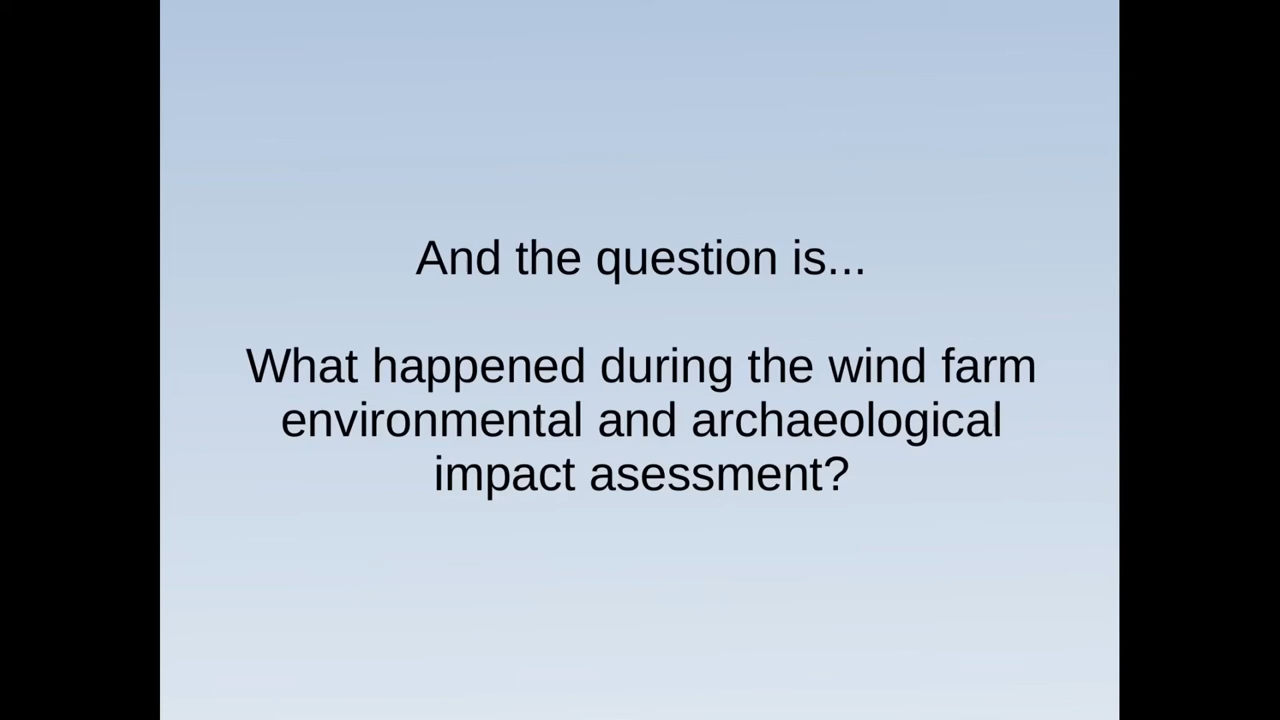 And the question is...
What happened during the wind farm
environmental and archaeological
impact asessment?